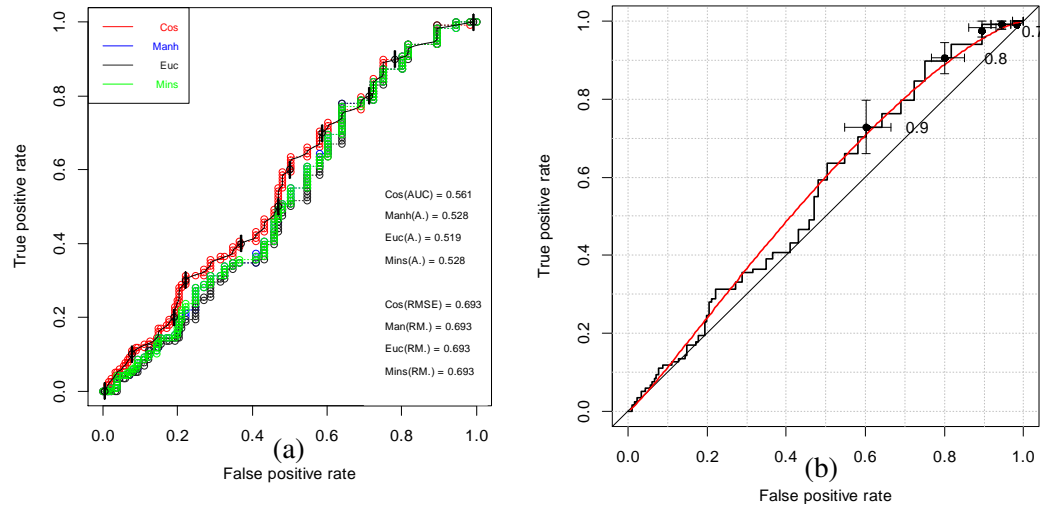 Cos
Manh
Euc
Mins
Cos(AUC) = 0.561
Manh(A.) = 0.528
Euc(A.) = 0.519
Mins(A.) = 0.528
Cos(RMSE) = 0.693
Man(RM.) = 0.693
Euc(RM.) = 0.693
Mins(RM.) = 0.693
True positive rate
1.0
0.8
0.6
0.4
0.2
0.0
0.0 0.2 0.4 0.6 0.8 1.0
(a)
False positive rate
True positive rate
1.0
0.8
0.6
0.4
0.2
0.0
0.7
0.8
0.9
0.0 0.2 0.4 0.6 0.8 1.0
(b)
False positive rate